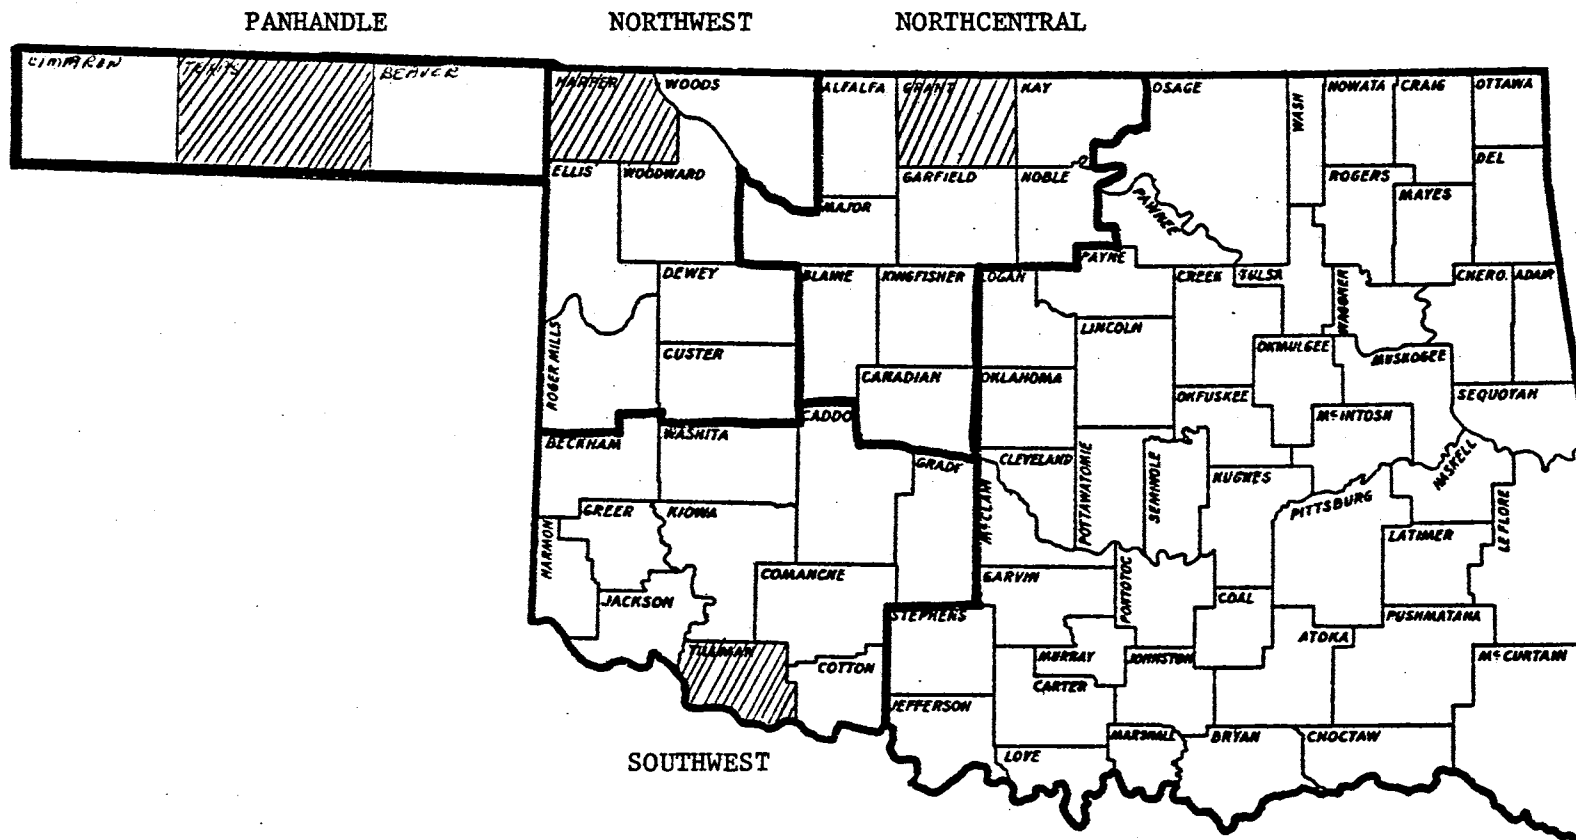 PANHANDLE NORTHWEST NORTHCENTRAL
CIMMRON TEXAS BEAVER
HARPER WOODS ALFALFA GRANT KAY OSAGE WASH NOWATA CRAIG OTTAWA
ELLIS WOODWARD GARFIELD NOBLE ROGERS DEL
MAJOR PAWNEE MAYES
DEWEY BLAINE KINGFISHER LOGAN PAYNE CREEK TULSA WAGONER CHERO. ADAIR
ROGER MILLS CUSTER LINCOLN OKMULGEE MUSKOGEE
CANADIAN OKLAHOMA OKFUSKEE SEQUOYAH
BECKHAM WASHITA CADDO McINTOSH
GRADY CLEVELAND POTTAWATOMIE SEMINOLE HUGHES HASKELL
GREER KIOWA McCLAIN PITTSBURG LATIMER LE FLORE
HARMON COMANCHE GARVIN PONTOTOC COAL
JACKSON STEPHENS ATOKA PUSHMATAHA
TILLMAN COTTON MURRAY JOHNSTON McCURTAIN
CARTER
JEFFERSON MARSHALL BRYAN CHOCTAW
LOVE
SOUTHWEST